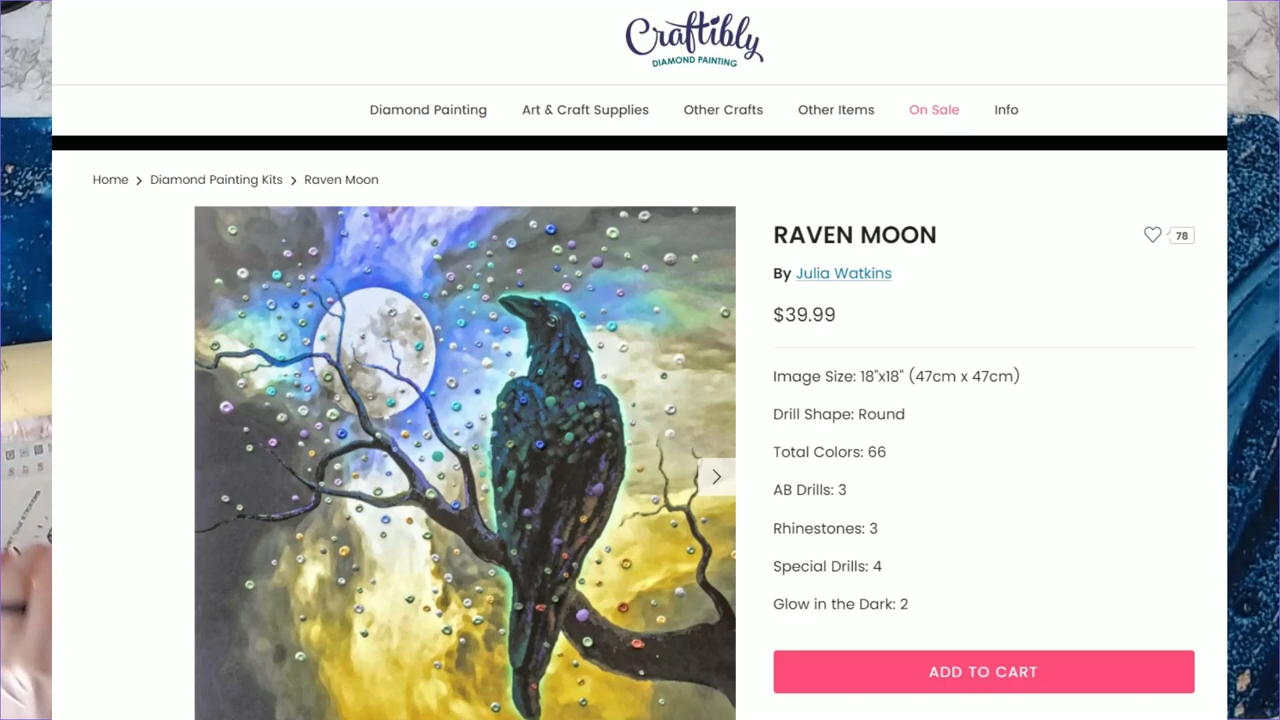 Craftibly
DIAMOND PAINTING
Diamond Painting Art & Craft Supplies Other Crafts Other Items On Sale Info
Home > Diamond Painting Kits > Raven Moon
RAVEN MOON
78
By Julia Watkins
$39.99
Image Size: 18"x18" (47cm x 47cm)
Drill Shape: Round
Total Colors: 66
AB Drills: 3
Rhinestones: 3
Special Drills: 4
Glow in the Dark: 2
ADD TO CART